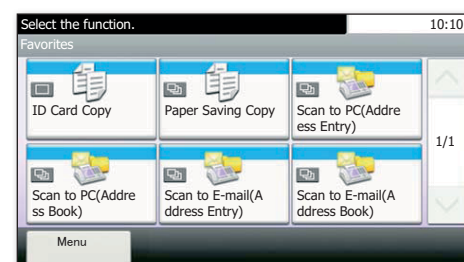 Select the function.
10:10
Favorites
ID Card Copy
Paper Saving Copy
Scan to PC(Addre
ess Entry)
1/1
Scan to PC(Addre
ss Book)
Scan to E-mail(A
ddress Entry)
Scan to E-mail(A
ddress Book)
Menu